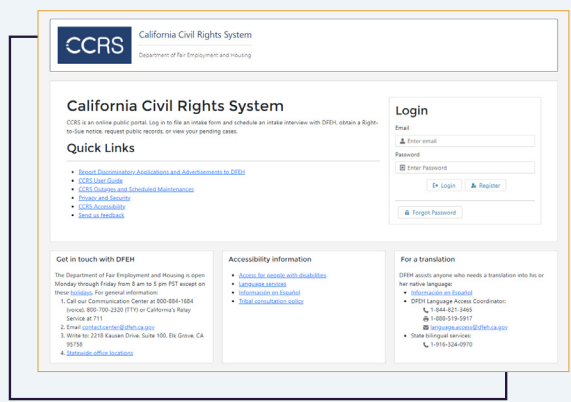 CCRS
California Civil Rights System
Department of Fair Employment and Housing
California Civil Rights System
CCRS is an online public portal. Log in to file an intake form and schedule an intake interview with DFEH, obtain a Right-
to-Sue notice, request public records, or view your pending
cases.
Quick Links
Report Discriminatory Applications and Advertisements to DFEH
CCRS User Guide
CCRS Outages and Scheduled Maintenances
Privacy and Security
CCRS Accessibility
Send us feedback
Login
Email
Enter email
Password
Enter Password
Login
Register
Forgot Password
Get in touch with DFEH
The Department of Fair Employment and Housing is open
Monday through Friday from 8 am to 5 pm PST except on
these holidays. For general information:
1. Call our Communication Center at 800-884-1684
(voice), 800-700-2320 (TTY) or California's Relay
Service at 711
2. Email contact.center@dfeh.ca.gov
3. Write to: 2218 Kausen Drive, Suite 100, Elk Grove, CA
95758
4. Statewide office locations
Accessibility information
Access for people with disabilities
Language services
Información en Español
Tribal consultation policy
For a translation
DFEH assists anyone who needs a translation into his or
her native language:
Información en Español
DFEH Language Access Coordinator:
1-844-821-3465
1-888-519-5917
language.access@dfeh.ca.gov
State bilingual services:
1-916-324-0970